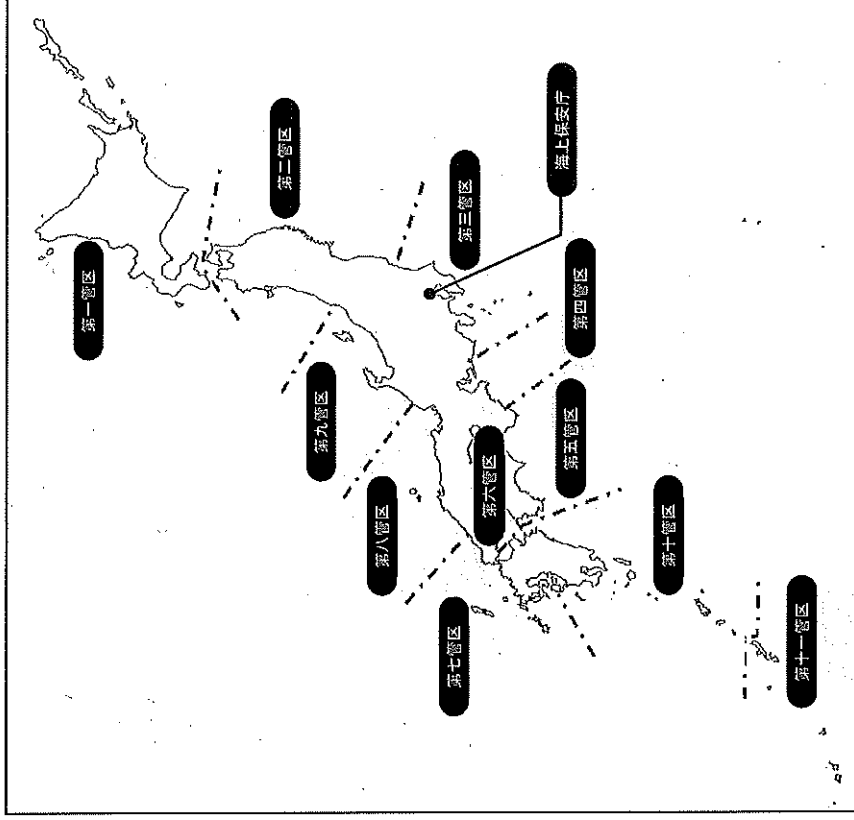 第一管区
第二管区
第三管区
海上保安庁
第四管区
第五管区
第六管区
第七管区
第八管区
第九管区
第十管区
第十一管区